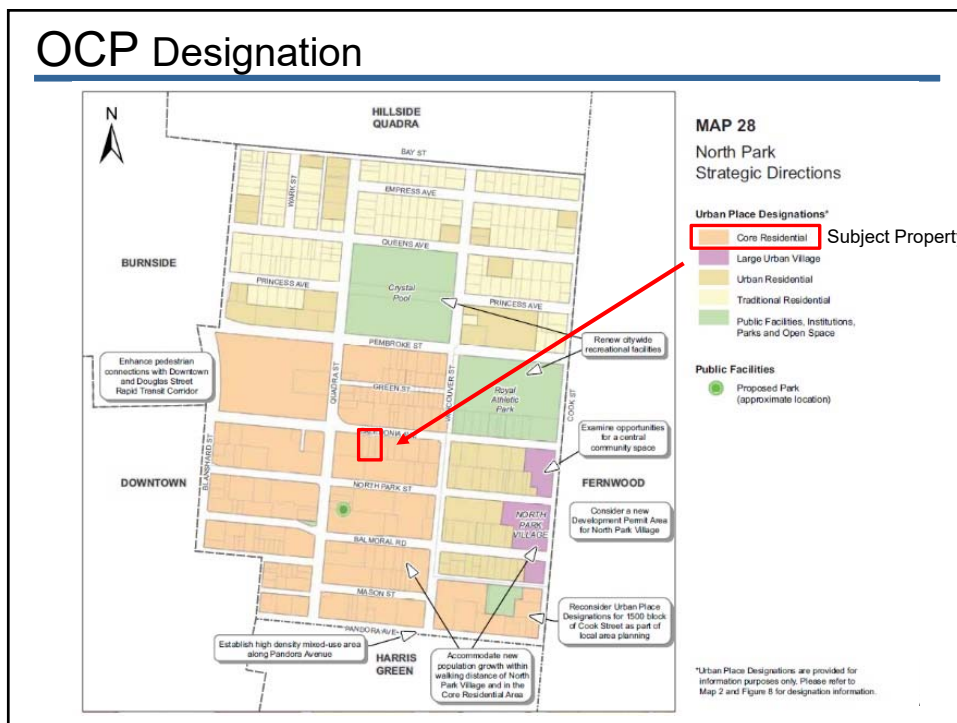 OCP Designation
N
HILLSIDE
QUADRA
BAY ST
WARK ST
EMPRESS AVE
QUEENS AVE
BURNSIDE
Crystal
Pool
PRINCESS AVE
PRINCESS AVE
Renew citywide
recreational facilities
PEMBROKE ST
Enhance pedestrian
connections with Downtown
and Douglas Street
Rapid Transit Corridor
QUADRA ST
GREEN ST
VANCOUVER ST
Royal
Athletic
Park
COOK ST
BLANSHARD ST
Examine opportunities
for a central
community space
DOWNTOWN
NORTH PARK ST
FERNWOOD
NORTH
PARK
VILLAGE
Consider a new
Development Permit Area
for North Park Village
BALMORAL RD
MASON ST
Reconsider Urban Place
Designations for 1500 block
of Cook Street as part of
local area planning
PANDORA AVE
Establish high density mixed-use area
along Pandora Avenue
HARRIS
GREEN
Accommodate new
population growth within
walking distance of North
Park Village and in the
Core Residential Area
MAP 28
North Park
Strategic Directions
Urban Place Designations*
Core Residential
Subject Property
Large Urban Village
Urban Residential
Traditional Residential
Public Facilities, Institutions,
Parks and Open Space
Public Facilities
Proposed Park
(approximate location)
*Urban Place Designations are provided for
information purposes only. Please refer to
Map 2 and Figure 8 for designation information.